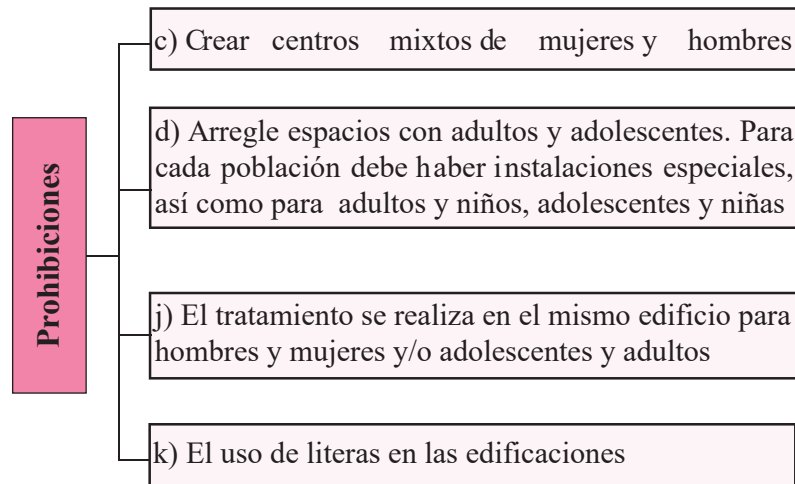 Prohibiciones
c) Crear centros mixtos de mujeres y hombres
d) Arregle espacios con adultos y adolescentes. Para
cada población debe haber instalaciones especiales,
así como para adultos y niños, adolescentes y niñas
j) El tratamiento se realiza en el mismo edificio para
hombres y mujeres y/o adolescentes y adultos
k) El uso de literas en las edificaciones